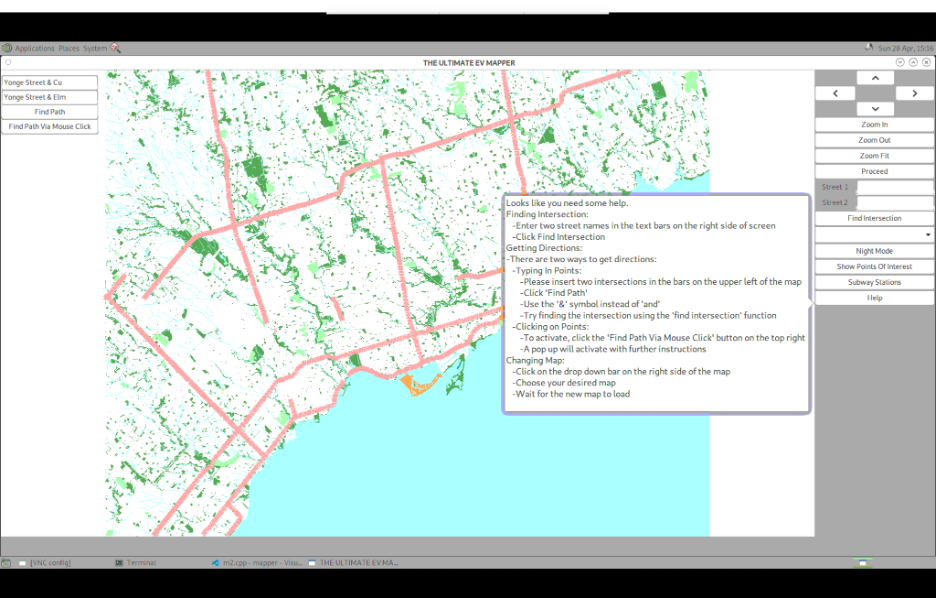 Applications Places System
Sun 28 Apr, 15:16
THE ULTIMATE EV MAPPER
Yonge Street & Cu
Yonge Street & Elm
Find Path
Find Path Via Mouse Click
Zoom In
Zoom Out
Zoom Fit
Proceed
Street 1
Street 2
Find Intersection
Night Mode
Show Points Of Interest
Subway Stations
Help
Looks like you need some help.
Finding Intersection:
-Enter two street names in the text bars on the right side of screen
-Click Find Intersection
Getting Directions:
-There are two ways to get directions:
-Typing In Points:
-Please insert two intersections in the bars on the upper left of the map
-Click 'Find Path'
-Use the '&' symbol instead of 'and'
-Try finding the intersection using the 'find intersection' function
-Clicking on Points:
-To activate, click the 'Find Path Via Mouse Click' button on the top right
-A pop up will activate with further instructions
Changing Map:
-Click on the drop down bar on the right side of the map
-Choose your desired map
-Wait for the new map to load
[VNC config]
Terminal
m2.cpp - mapper - Visu...
THE ULTIMATE EV MA...